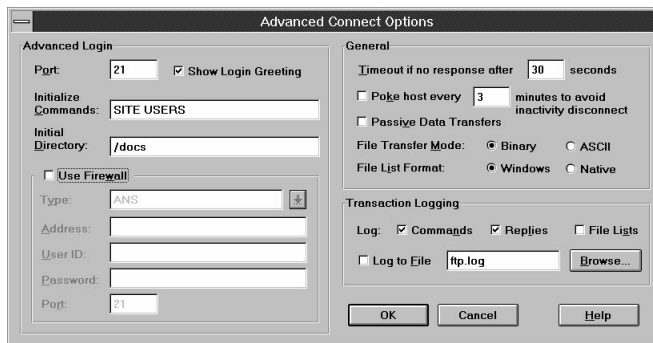 Advanced Connect Options
Advanced Login
Port: 21 Show Login Greeting
Initialize
Commands: SITE USERS
Initial
Directory: /docs
Use Firewall
Type: ANS
Address:
User ID:
Password:
Port: 21
General
Timeout if no response after 30 seconds
Poke host every 3 minutes to avoid
inactivity disconnect
Passive Data Transfers
File Transfer Mode: Binary ASCII
File List Format: Windows Native
Transaction Logging
Log: Commands Replies File Lists
Log to File ftp.log Browse...
OK Cancel Help